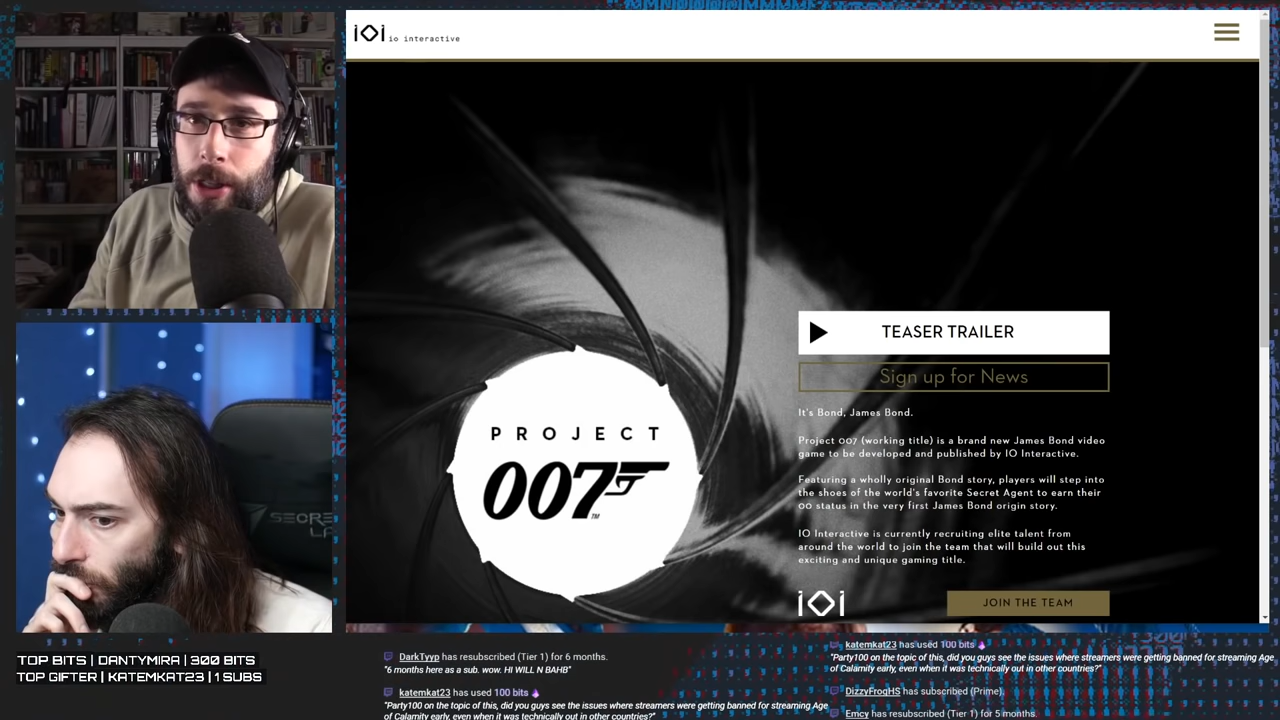 ioi io interactive
TEASER TRAILER
Sign up for News
It's Bond, James Bond.
Project 007 (working title) is a brand new James Bond video
game to be developed and published by IO Interactive.
Featuring a wholly original Bond story, players will step into
the shoes of the world's favorite Secret Agent to earn their
00 status in the very first James Bond origin story.
IO Interactive is currently recruiting elite talent from
around the world to join the team that will build out this
exciting and unique gaming title.
ioi
JOIN THE TEAM
PROJECT
007
TM
TOP BITS | DANTYMIRA | 300 BITS
TOP GIFTER | KATEMKAT23 | 1 SUBS
DarkTyyp has resubscribed (Tier 1) for 6 months.
"6 months here as a sub. wow. HI WILL N BAHB"
katemkat23 has used 100 bits
"Party100 on the topic of this, did you guys see the issues where streamers were getting banned for streaming Age
of Calamity early, even when it was technically out in other countries?"
katemkat23 has used 100 bits
"Party100 on the topic of this, did you guys see the issues where streamers were getting banned for streaming Age
of Calamity early, even when it was technically out in other countries?"
DizzyFrogHS has subscribed (Prime).
Emcy has resubscribed (Tier 1) for 5 months.